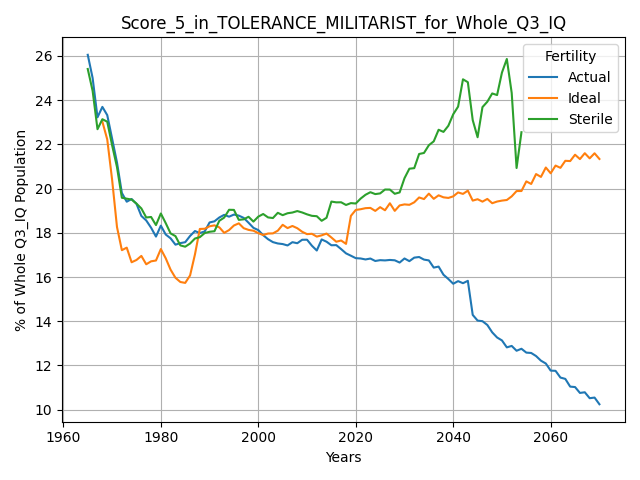 Score_5_in_TOLERANCE_MILITARIST_for_Whole_Q3_IQ
Fertility
Actual
Ideal
Sterile
% of Whole Q3_IQ Population
26
24
22
20
18
16
14
12
10
1960
1980
2000
2020
2040
2060
Years